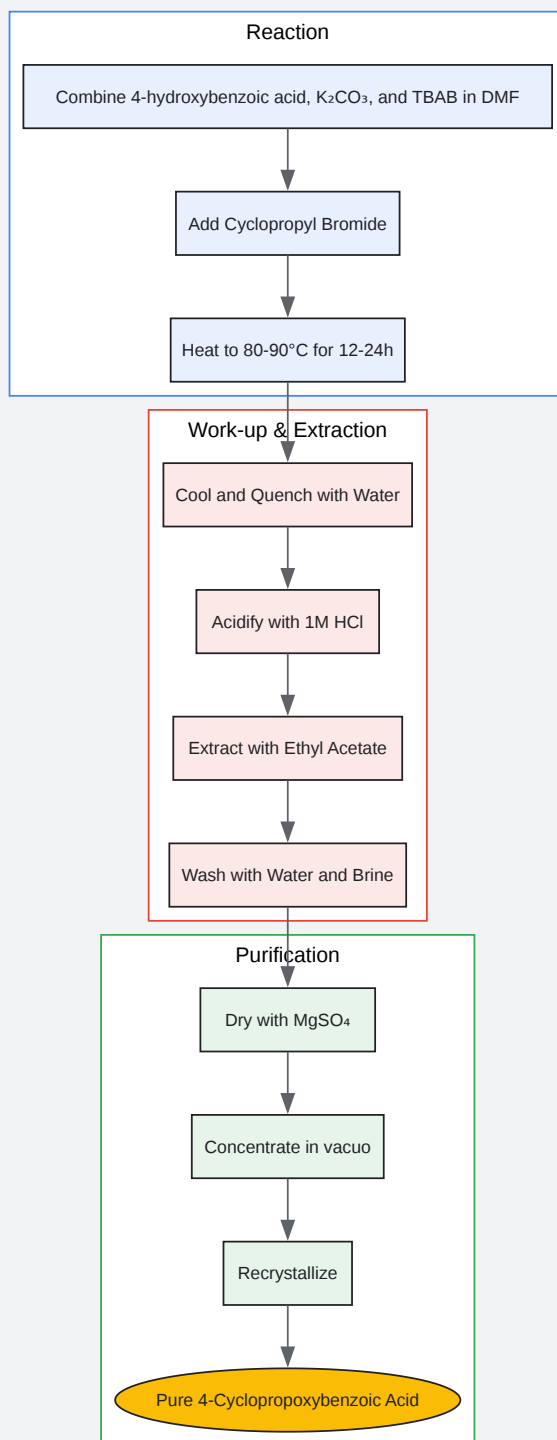 Reaction
Combine 4-hydroxybenzoic acid, K₂CO₃, and TBAB in DMF
Add Cyclopropyl Bromide
Heat to 80-90°C for 12-24h
Work-up & Extraction
Cool and Quench with Water
Acidify with 1M HCl
Extract with Ethyl Acetate
Wash with Water and Brine
Purification
Dry with MgSO₄
Concentrate in vacuo
Recrystallize
Pure 4-Cyclopropoxybenzoic Acid